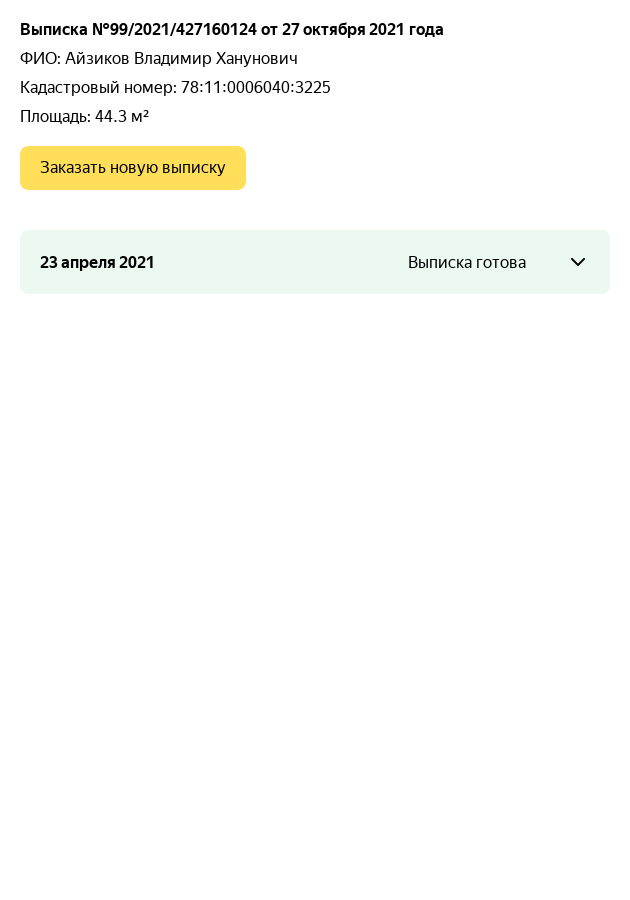 Выписка №99/2021/427160124 от 27 октября 2021 года
ФИО: Айзиков Владимир Ханунович
Кадастровый номер: 78:11:0006040:3225
Площадь: 44.3 м²
Заказать новую выписку
23 апреля 2021 Выписка готова